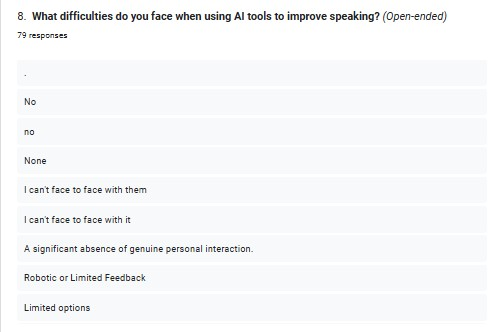 8. What difficulties do you face when using AI tools to improve speaking? (Open-ended)
79 responses
.
No
no
None
I can't face to face with them
I can't face to face with it
A significant absence of genuine personal interaction.
Robotic or Limited Feedback
Limited options